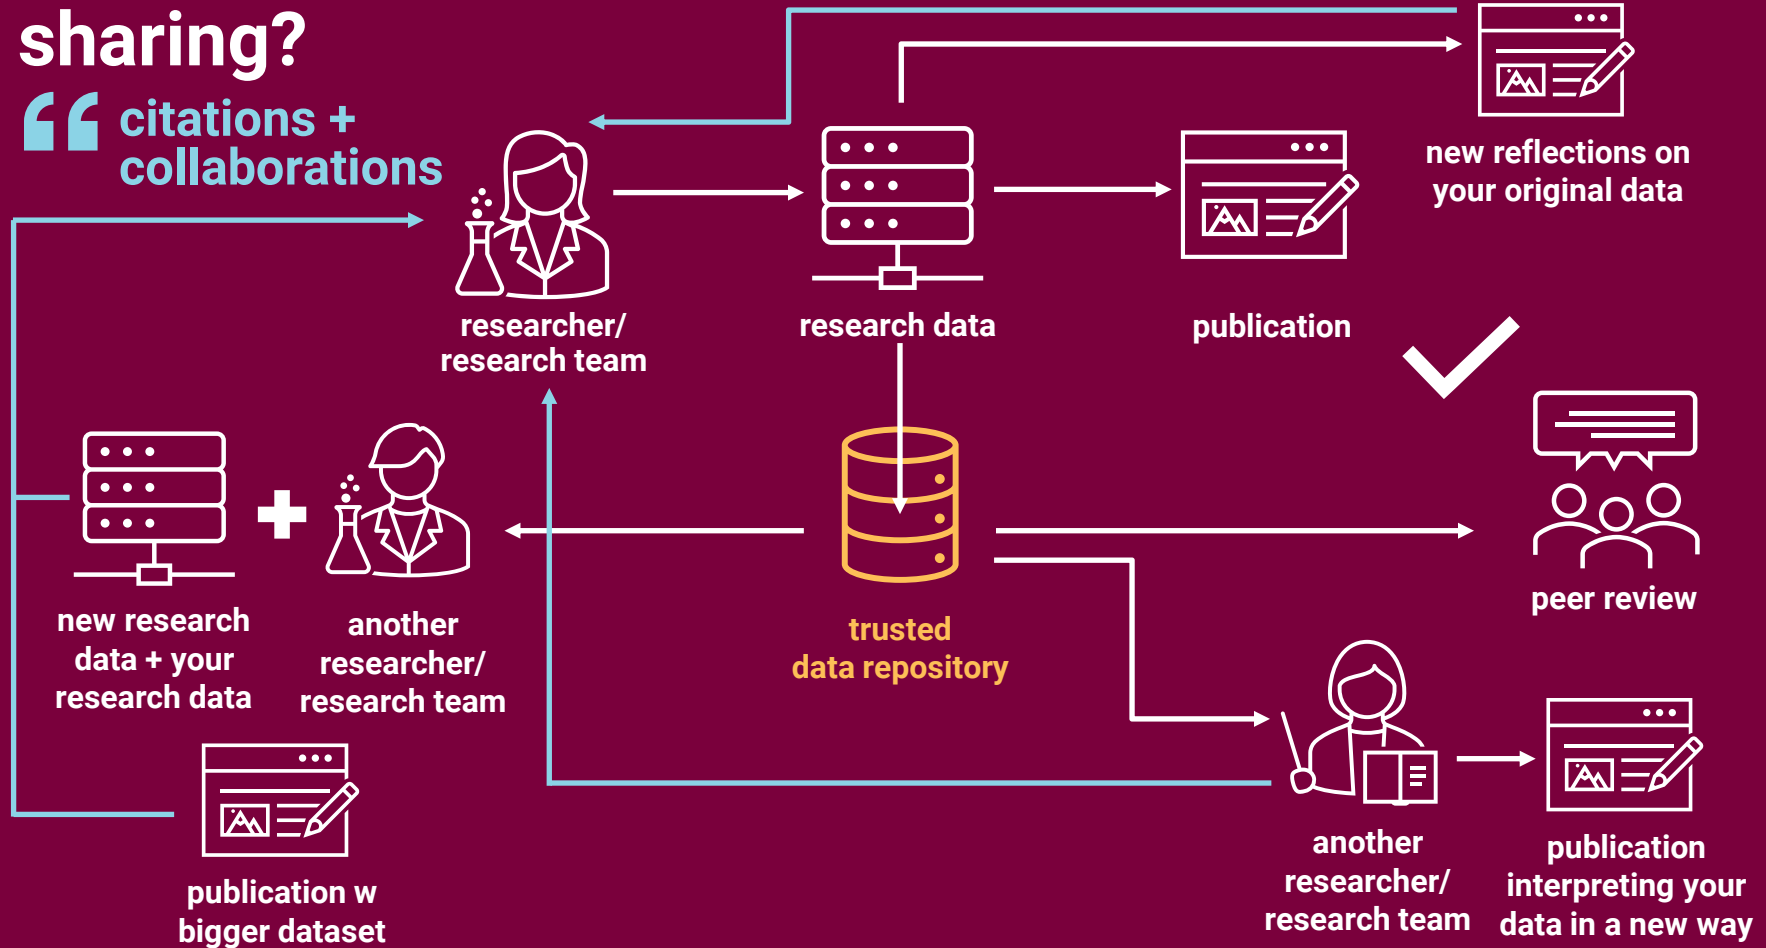 sharing?
“ citations +
collaborations
new reflections on
your original data
researcher/
research team
research data
publication
new research
data + your
research data
another
researcher/
research team
trusted
data repository
peer review
publication w
bigger dataset
another
researcher/
research team
publication
interpreting your
data in a new way